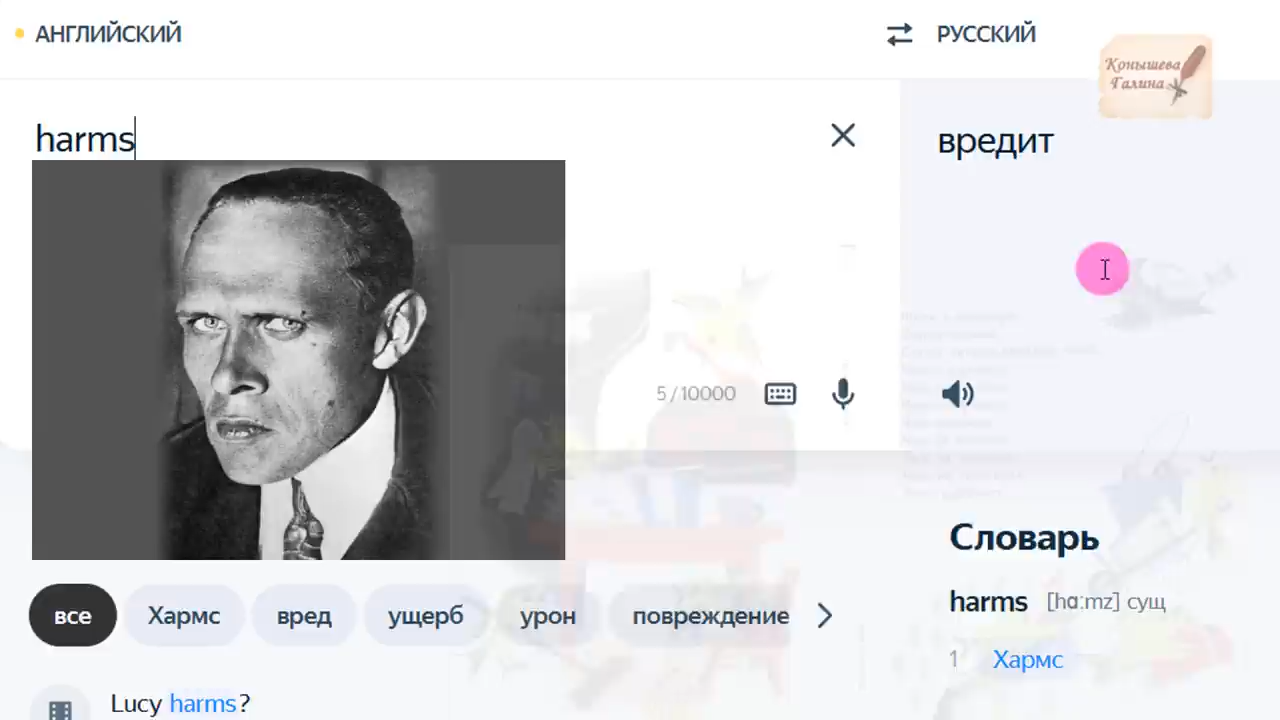 АНГЛИЙСКИЙ
РУССКИЙ
Конышева
Галина
harms
вредит
5/10000
Словарь
harms [hɑːmz] сущ
1 Хармс
все Хармс вред ущерб урон повреждение
Lucy harms?